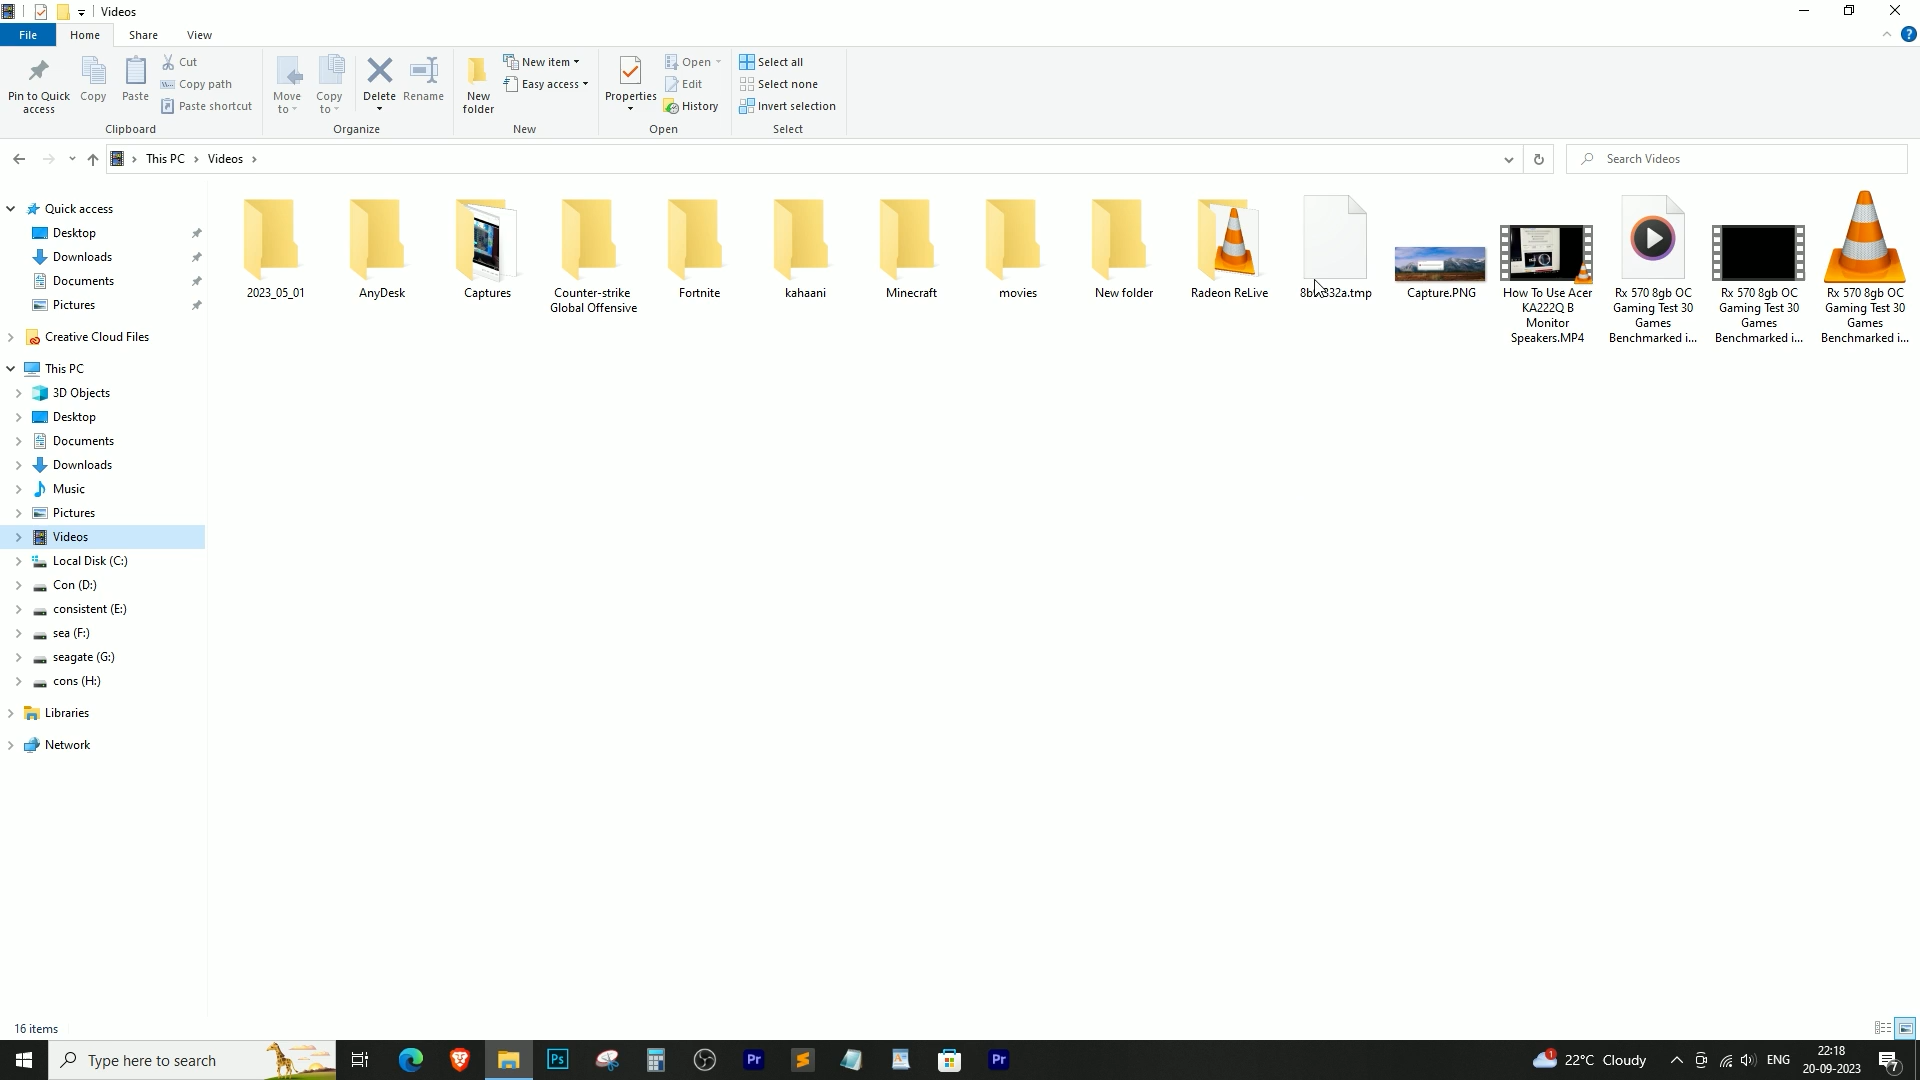 Videos
File
Home
Share
View
Pin to Quick
access
Copy
Paste
Cut
Copy path
Paste shortcut
Clipboard
Move
to
Copy
to
Delete
Rename
Organize
New
folder
New item
Easy access
New
Properties
Open
Edit
History
Open
Select all
Select none
Invert selection
Select
This PC
Videos
Search Videos
Quick access
Desktop
Downloads
Documents
Pictures
Creative Cloud Files
This PC
3D Objects
Desktop
Documents
Downloads
Music
Pictures
Videos
Local Disk (C:)
Con (D:)
consistent (E:)
sea (F:)
seagate (G:)
cons (H:)
Libraries
Network
2023_05_01
AnyDesk
Captures
Counter-strike
Global Offensive
Fortnite
kahaani
Minecraft
movies
New folder
Radeon ReLive
Capture.PNG
How To Use Acer
KA222Q B
Monitor
Speakers.MP4
Rx 570 8gb OC
Gaming Test 30
Games
Benchmarked i...
Rx 570 8gb OC
Gaming Test 30
Games
Benchmarked i...
Rx 570 8gb OC
Gaming Test 30
Games
Benchmarked i...
16 items
Type here to search
Ps
Pr
Pr
1
22°C Cloudy
ENG
22:18
20-09-2023
7